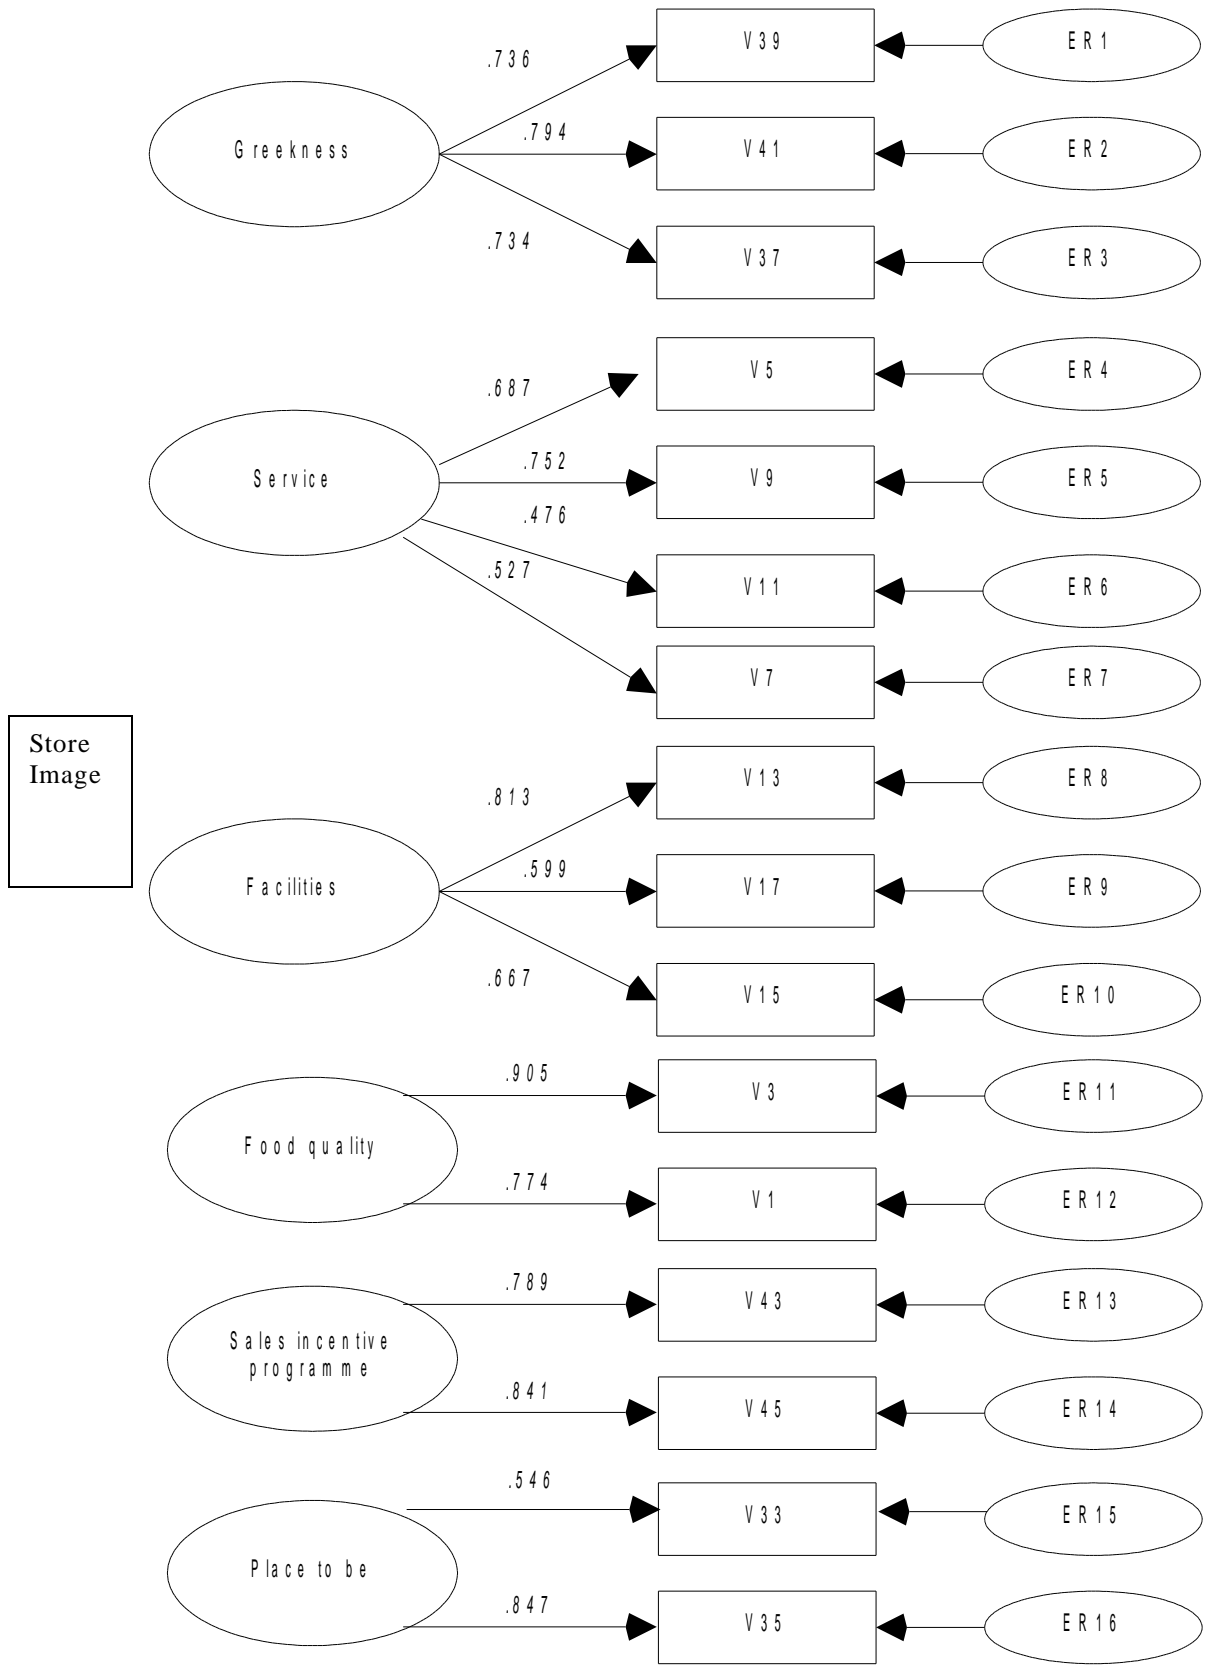 .736
V39
ER1
Greekness
.794
V41
ER2
.734
V37
ER3
.687
V5
ER4
Service
.752
V9
ER5
.476
V11
ER6
.527
V7
ER7
Store
Image
.813
V13
ER8
Facilities
.599
V17
ER9
.667
V15
ER10
.905
V3
ER11
Food quality
.774
V1
ER12
.789
V43
ER13
Sales incentive
programme
.841
V45
ER14
.546
V33
ER15
Place to be
.847
V35
ER16